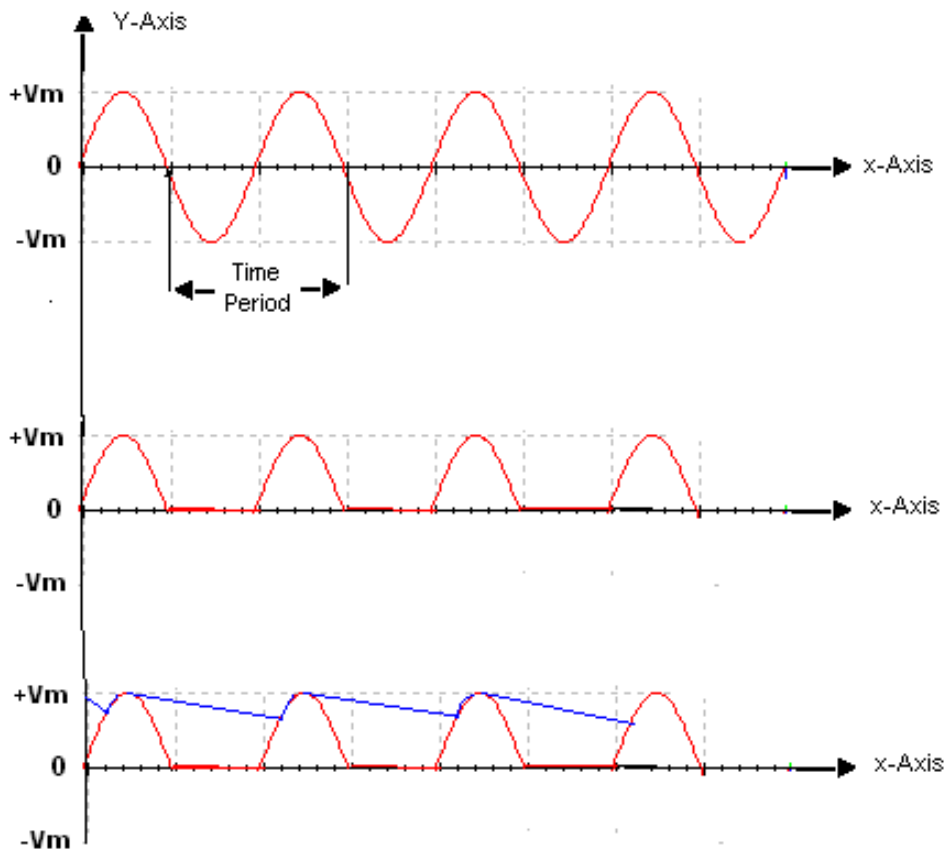 Y-Axis
+Vm
0
x-Axis
-Vm
Time
Period
+Vm
0
x-Axis
-Vm
+Vm
0
x-Axis
-Vm